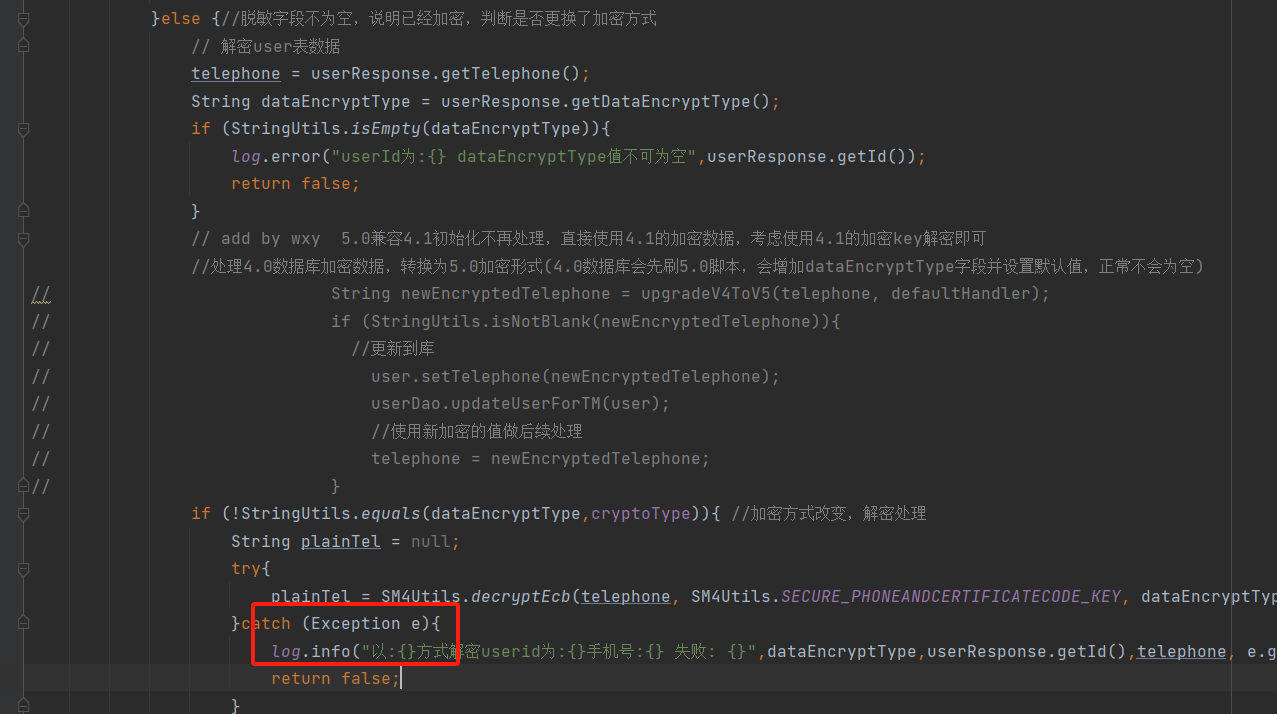 }else {//脱敏字段不为空，说明已经加密，判断是否更换了加密方式
// 解密user表数据
telephone = userResponse.getTelephone();
String dataEncryptType = userResponse.getDataEncryptType();
if (StringUtils.isEmpty(dataEncryptType)){
log.error("userId为:{} dataEncryptType值不可为空",userResponse.getId());
return false;
}
// add by wxy  5.0兼容4.1初始化不再处理，直接使用4.1的加密数据，考虑使用4.1的加密key解密即可
//处理4.0数据库加密数据，转换为5.0加密形式(4.0数据库会先刷5.0脚本，会增加dataEncryptType字段并设置默认值，正常不会为空)
// String newEncryptedTelephone = upgradeV4ToV5(telephone, defaultHandler);
// if (StringUtils.isNotBlank(newEncryptedTelephone)){
// //更新到库
// user.setTelephone(newEncryptedTelephone);
// userDao.updateUserForTM(user);
// //使用新加密的值做后续处理
// telephone = newEncryptedTelephone;
// }
if (!StringUtils.equals(dataEncryptType,cryptoType)){ //加密方式改变，解密处理
String plainTel = null;
try{
plainTel = SM4Utils.decryptEcb(telephone, SM4Utils.SECURE_PHONEANDCERTIFICATECODE_KEY, dataEncryptTyp
}catch (Exception e){
log.info("以:{}方式解密userid为:{}手机号:{} 失败: {}",dataEncryptType,userResponse.getId(),telephone, e.g
return false;
}